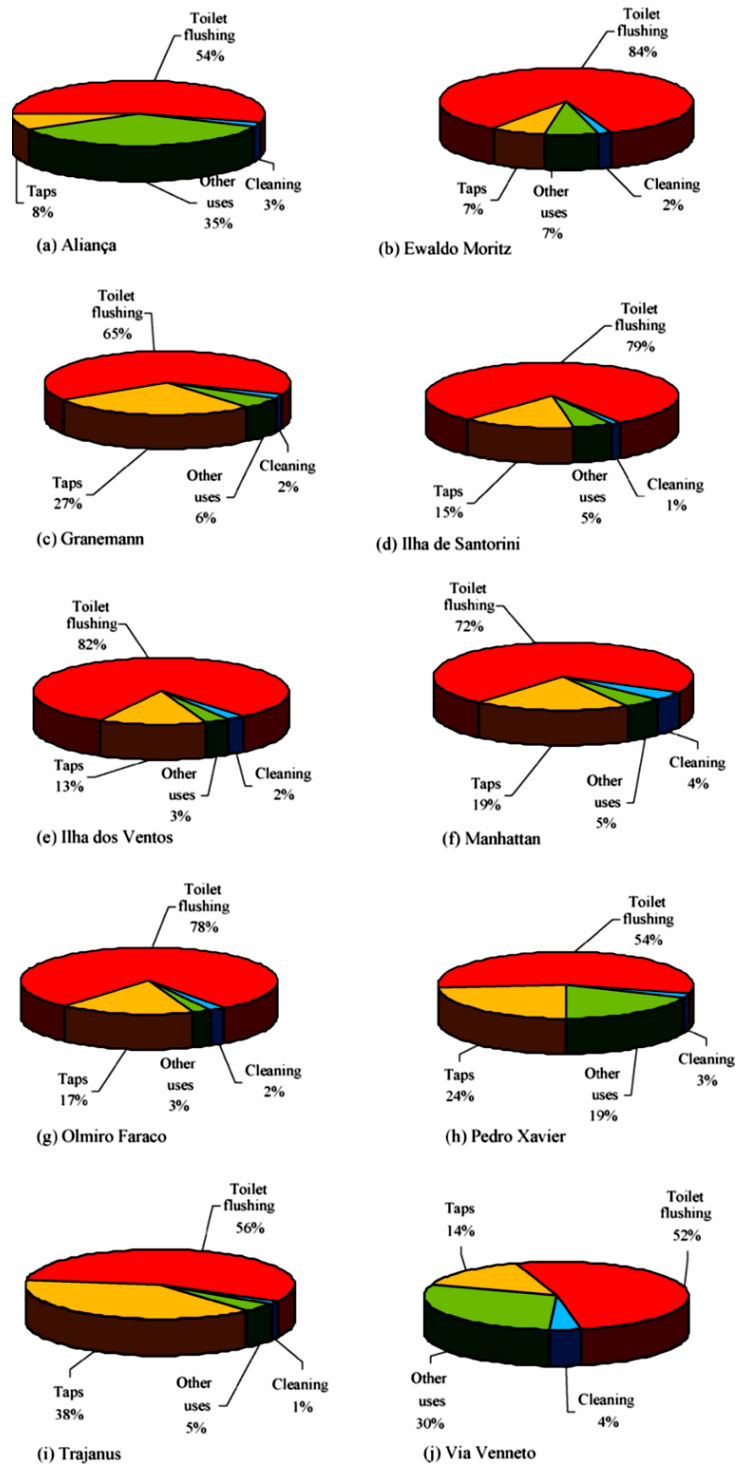 Toilet
flushing
54%
Taps
8%
Other
uses
35%
Cleaning
3%
(a) Aliança
Toilet
flushing
84%
Taps
7%
Other
uses
7%
Cleaning
2%
(b) Ewaldo Moritz
Toilet
flushing
65%
Taps
27%
Other
uses
6%
Cleaning
2%
(c) Granemann
Toilet
flushing
79%
Taps
15%
Other
uses
5%
Cleaning
1%
(d) Ilha de Santorini
Toilet
flushing
82%
Taps
13%
Other
uses
3%
Cleaning
2%
(e) Ilha dos Ventos
Toilet
flushing
72%
Taps
19%
Other
uses
5%
Cleaning
4%
(f) Manhattan
Toilet
flushing
78%
Taps
17%
Other
uses
3%
Cleaning
2%
(g) Olmiro Faraco
Toilet
flushing
54%
Taps
24%
Other
uses
19%
Cleaning
3%
(h) Pedro Xavier
Toilet
flushing
56%
Taps
38%
Other
uses
5%
Cleaning
1%
(i) Trajanus
Taps
14%
Toilet
flushing
52%
Other
uses
30%
Cleaning
4%
(j) Via Venneto